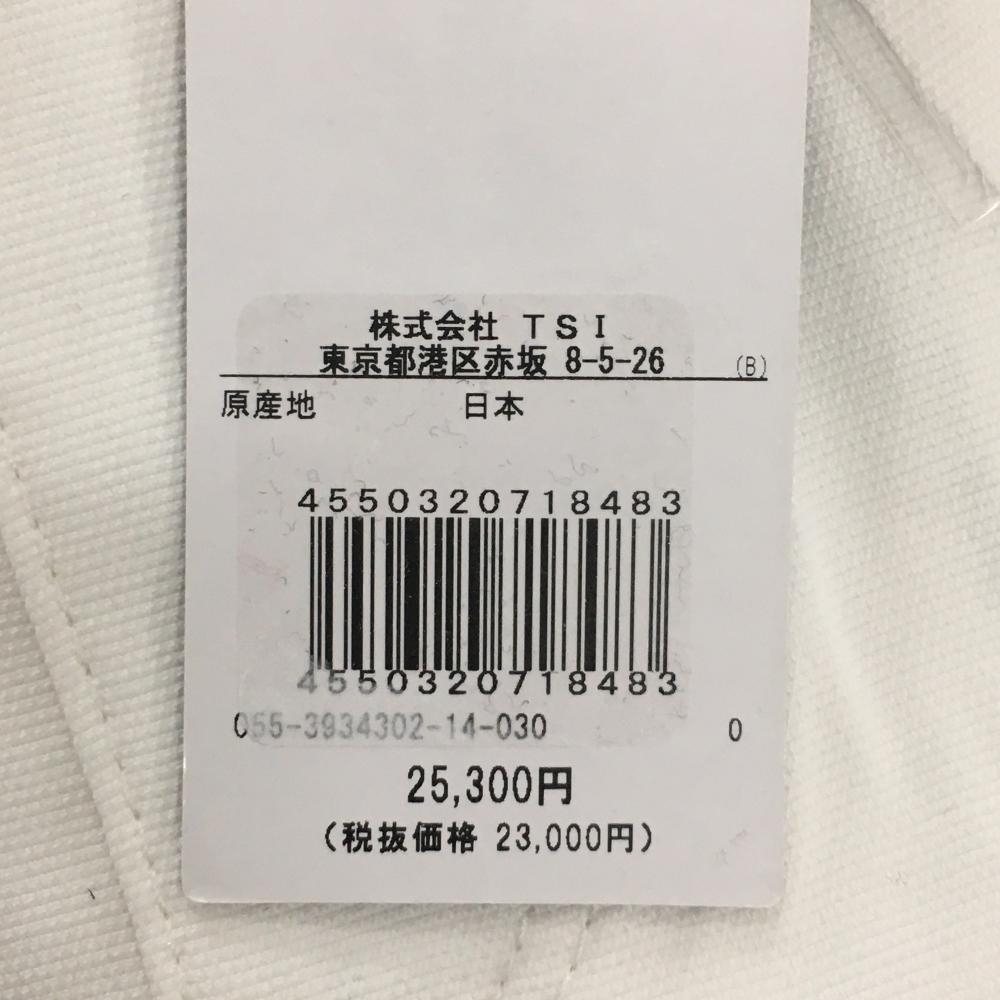 株式会社 TSI
東京都港区赤坂 8-5-26
(B)
原産地 日本
4550320718483
4550320718483
055-3934302-14-030 0
25,300円
(税抜価格 23,000円)